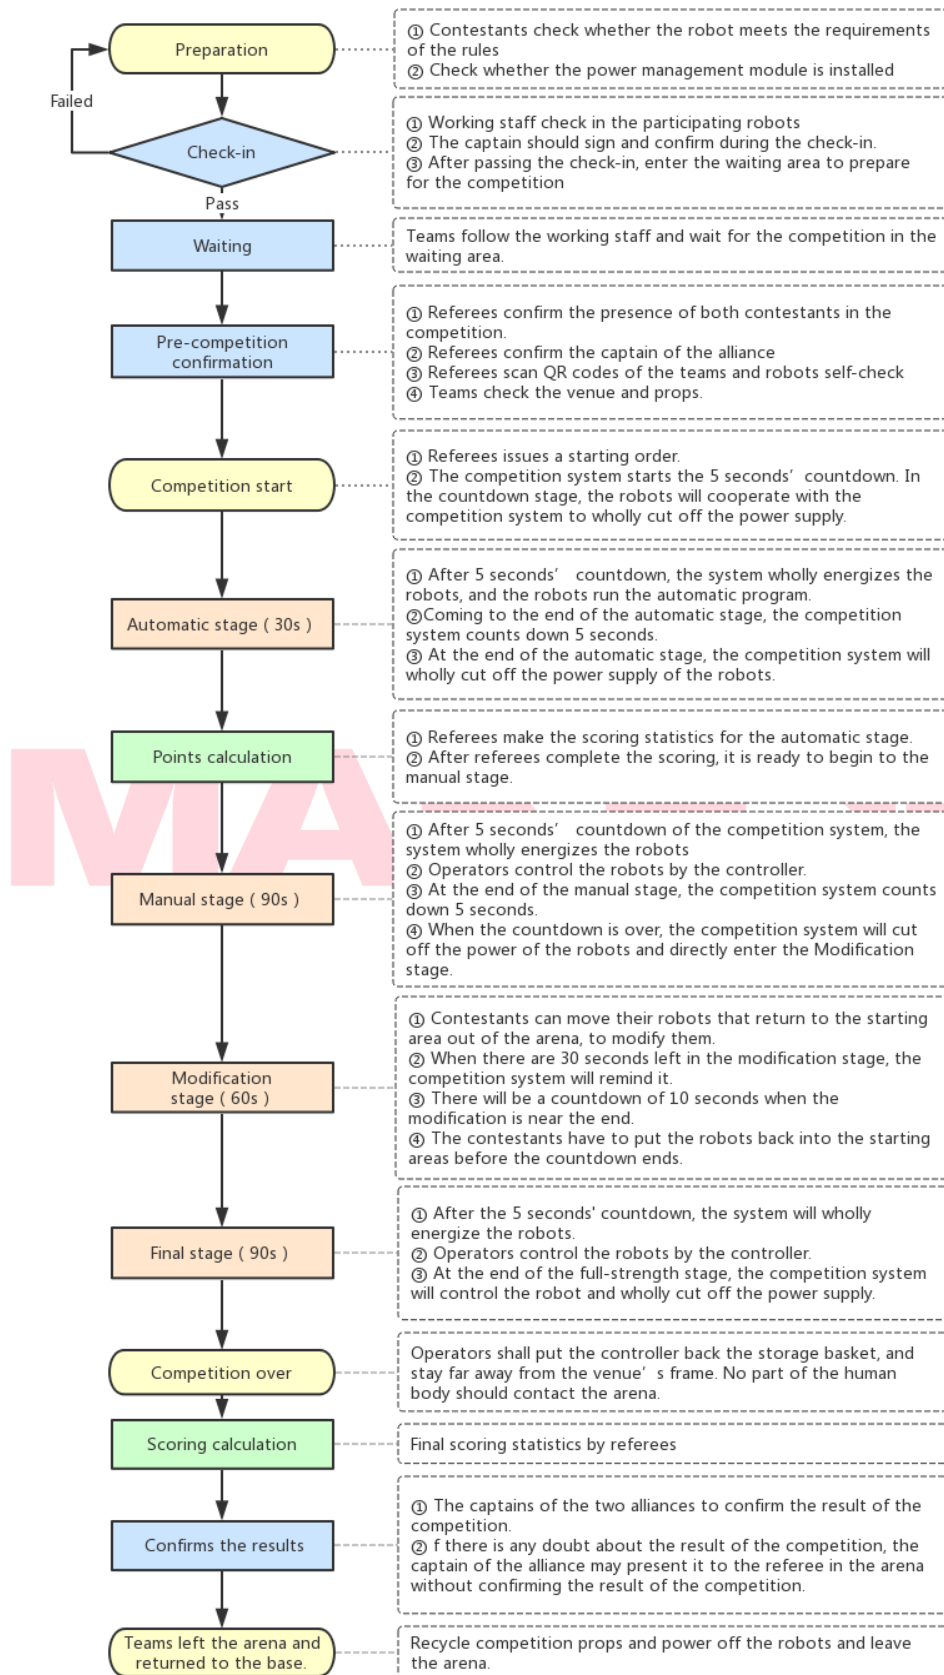 Preparation
① Contestants check whether the robot meets the requirements
of the rules
② Check whether the power management module is installed
Failed
Check-in
① Working staff check in the participating robots
② The captain should sign and confirm during the check-in.
③ After passing the check-in, enter the waiting area to prepare
for the competition
Pass
Waiting
Teams follow the working staff and wait for the competition in the
waiting area.
Pre-competition
confirmation
① Referees confirm the presence of both contestants in the
competition.
② Referees confirm the captain of the alliance
③ Referees scan QR codes of the teams and robots self-check
④ Teams check the venue and props.
Competition start
① Referees issues a starting order.
② The competition system starts the 5 seconds’ countdown. In
the countdown stage, the robots will cooperate with the
competition system to wholly cut off the power supply.
Automatic stage ( 30s )
① After 5 seconds’ countdown, the system wholly energizes the
robots, and the robots run the automatic program.
②Coming to the end of the automatic stage, the competition
system counts down 5 seconds.
③ At the end of the automatic stage, the competition system will
wholly cut off the power supply of the robots.
Points calculation
① Referees make the scoring statistics for the automatic stage.
② After referees complete the scoring, it is ready to begin to the
manual stage.
Manual stage ( 90s )
① After 5 seconds’ countdown of the competition system, the
system wholly energizes the robots
② Operators control the robots by the controller.
③ At the end of the manual stage, the competition system counts
down 5 seconds.
④ When the countdown is over, the competition system will cut
off the power of the robots and directly enter the Modification
stage.
Modification
stage ( 60s )
① Contestants can move their robots that return to the starting
area out of the arena, to modify them.
② When there are 30 seconds left in the modification stage, the
competition system will remind it.
③ There will be a countdown of 10 seconds when the
modification is near the end.
④ The contestants have to put the robots back into the starting
areas before the countdown ends.
Final stage ( 90s )
① After the 5 seconds' countdown, the system will wholly
energize the robots.
② Operators control the robots by the controller.
③ At the end of the full-strength stage, the competition system
will control the robot and wholly cut off the power supply.
Competition over
Operators shall put the controller back the storage basket, and
stay far away from the venue’s frame. No part of the human
body should contact the arena.
Scoring calculation
Final scoring statistics by referees
Confirms the results
① The captains of the two alliances to confirm the result of the
competition.
② f there is any doubt about the result of the competition, the
captain of the alliance may present it to the referee in the arena
without confirming the result of the competition.
Teams left the arena and
returned to the base.
Recycle competition props and power off the robots and leave
the arena.